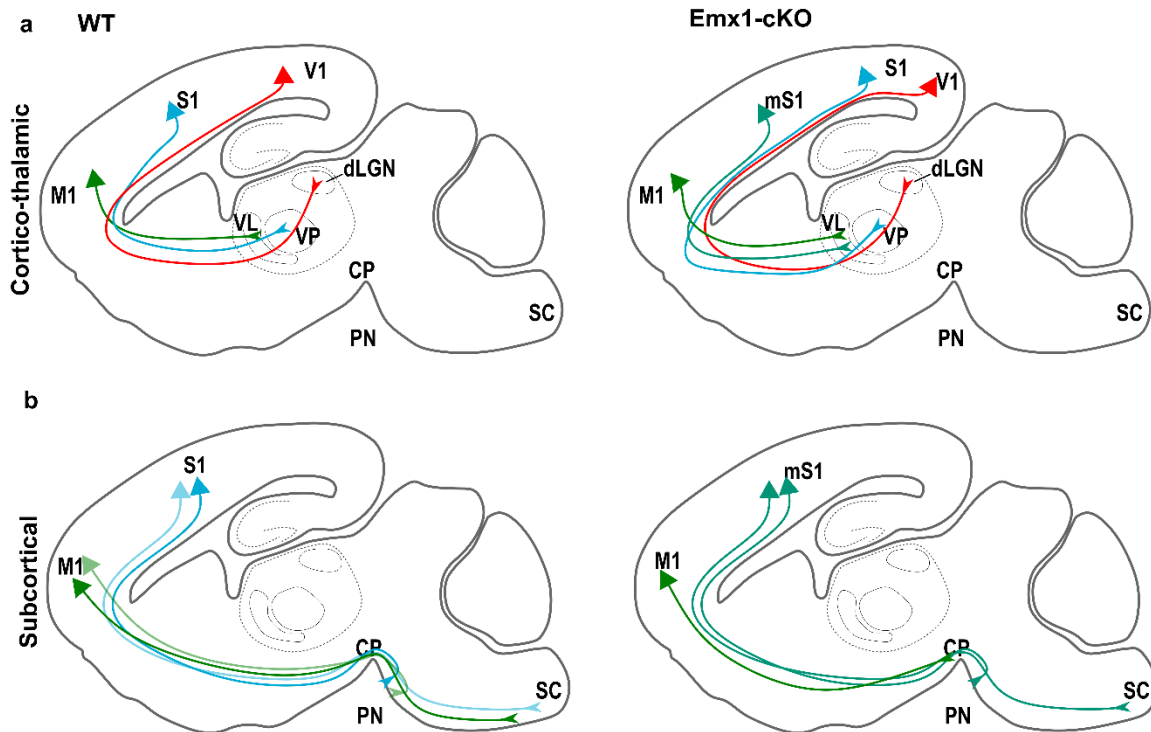 a WT Emx1-cKO
Cortico-thalamic
V1
S1
M1
dLGN
VL
VP
CP
PN
SC
S1
V1
mS1
M1
dLGN
VL
VP
CP
PN
SC
b
Subcortical
S1
M1
CP
PN
SC
mS1
M1
CP
PN
SC